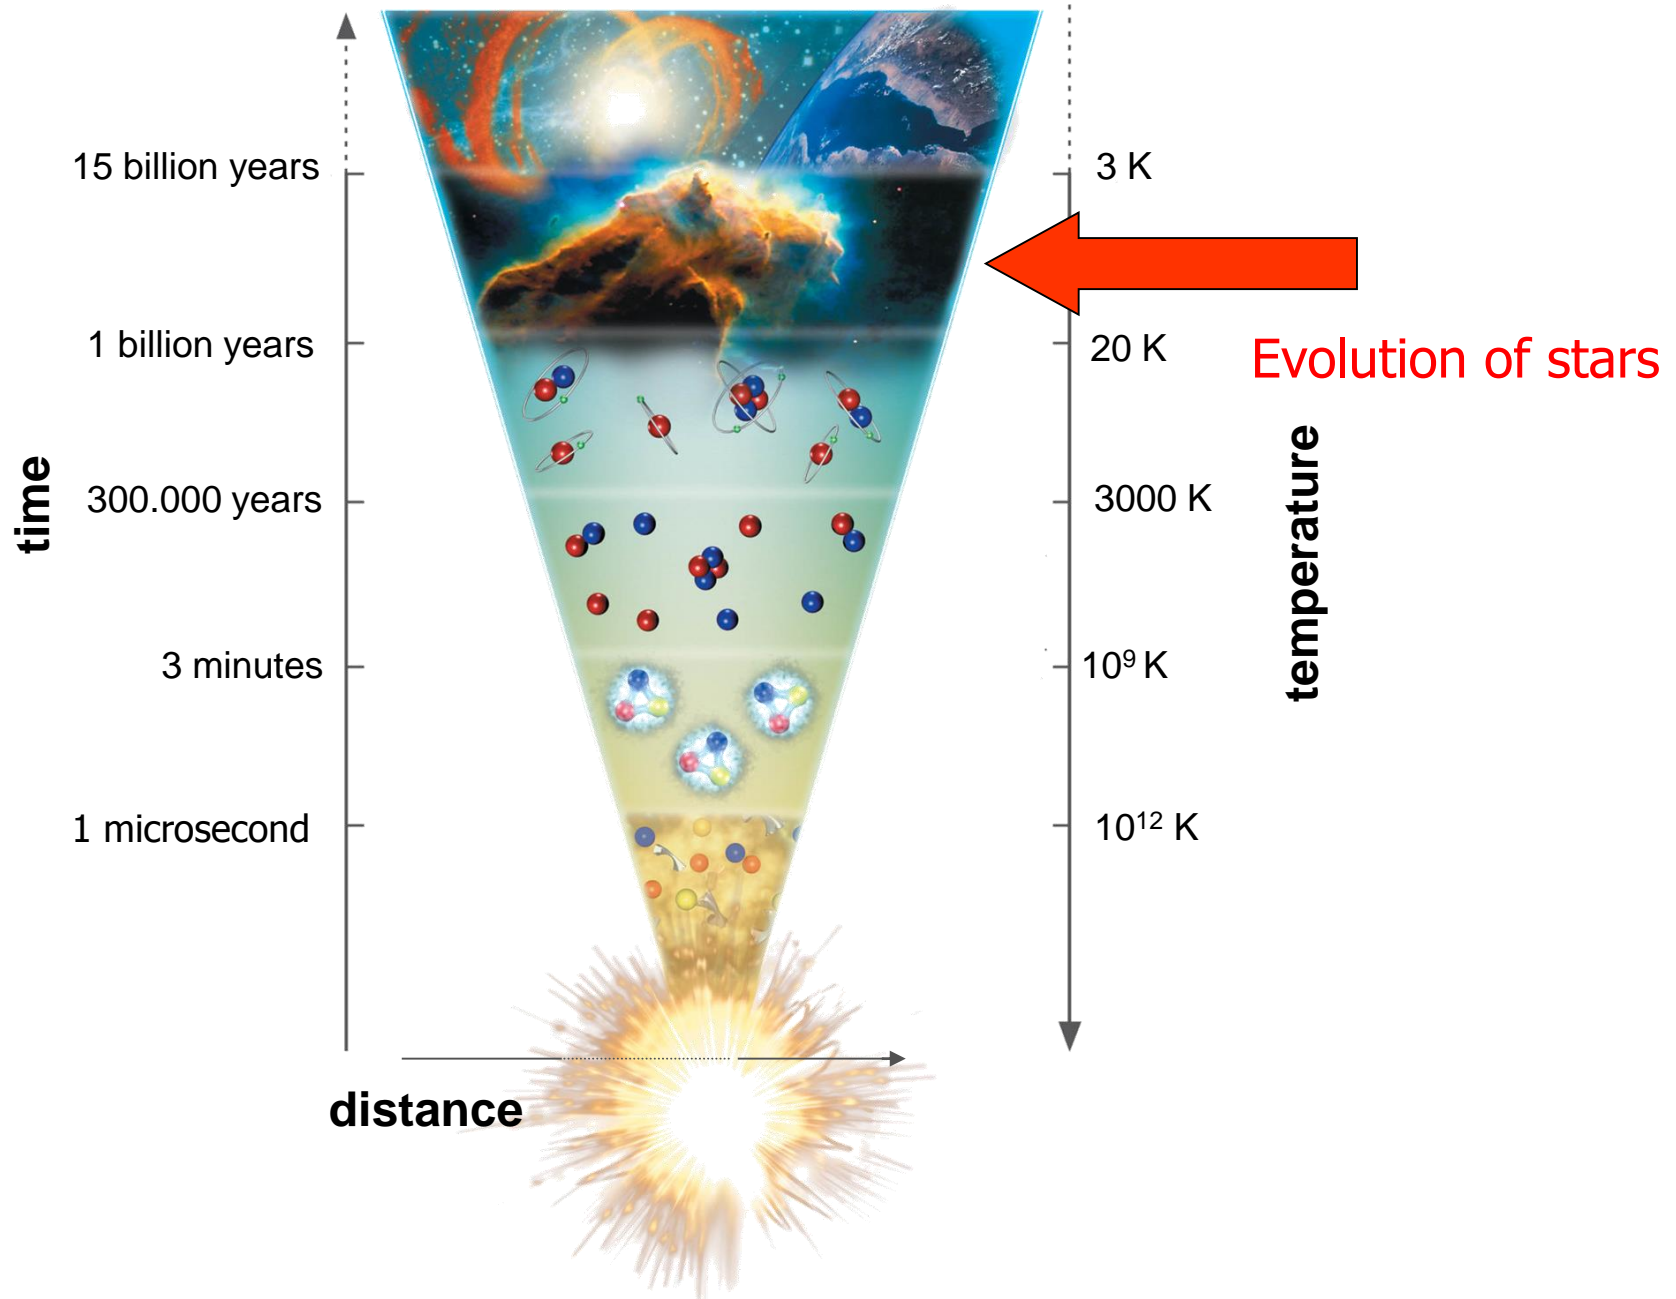 15 billion years
3 K
1 billion years
20 K
Evolution of stars
time
300.000 years
3000 K
temperature
3 minutes
10⁹ K
1 microsecond
10¹² K
distance